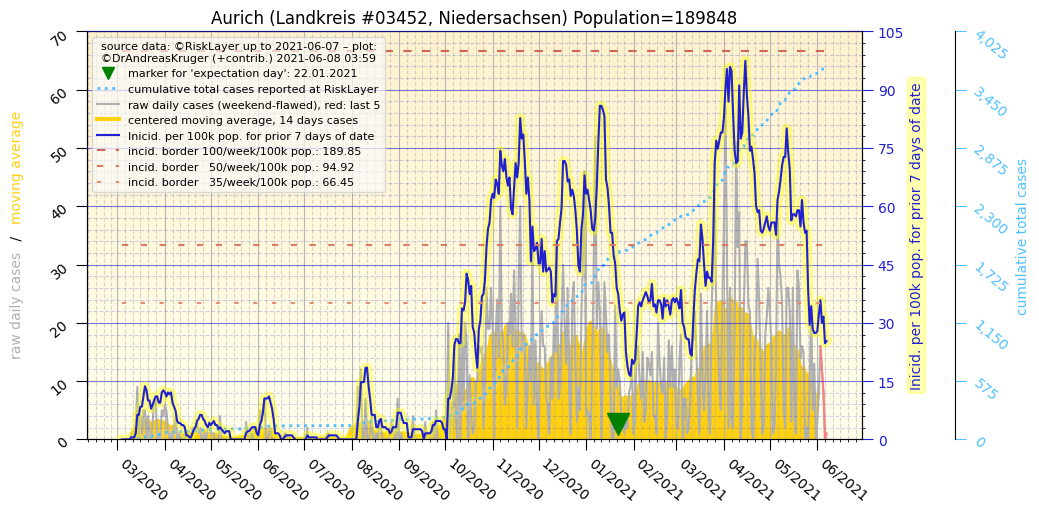 Aurich (Landkreis #03452, Niedersachsen) Population=189848
source data: ©RiskLayer up to 2021-06-07 – plot:
©DrAndreasKruger (+contrib.) 2021-06-08 03:59
marker for 'expectation day': 22.01.2021
cumulative total cases reported at RiskLayer
raw daily cases (weekend-flawed), red: last 5
centered moving average, 14 days cases
Inicid. per 100k pop. for prior 7 days of date
incid. border 100/week/100k pop.: 189.85
incid. border 50/week/100k pop.: 94.92
incid. border 35/week/100k pop.: 66.45
raw daily cases / moving average
70
60
50
40
30
20
10
0
03/2020
04/2020
05/2020
06/2020
07/2020
08/2020
09/2020
10/2020
11/2020
12/2020
01/2021
02/2021
03/2021
04/2021
05/2021
06/2021
105
90
75
60
45
30
15
0
Inicid. per 100k pop. for prior 7 days of date
4,025
3,450
2,875
2,300
1,725
1,150
575
0
cumulative total cases